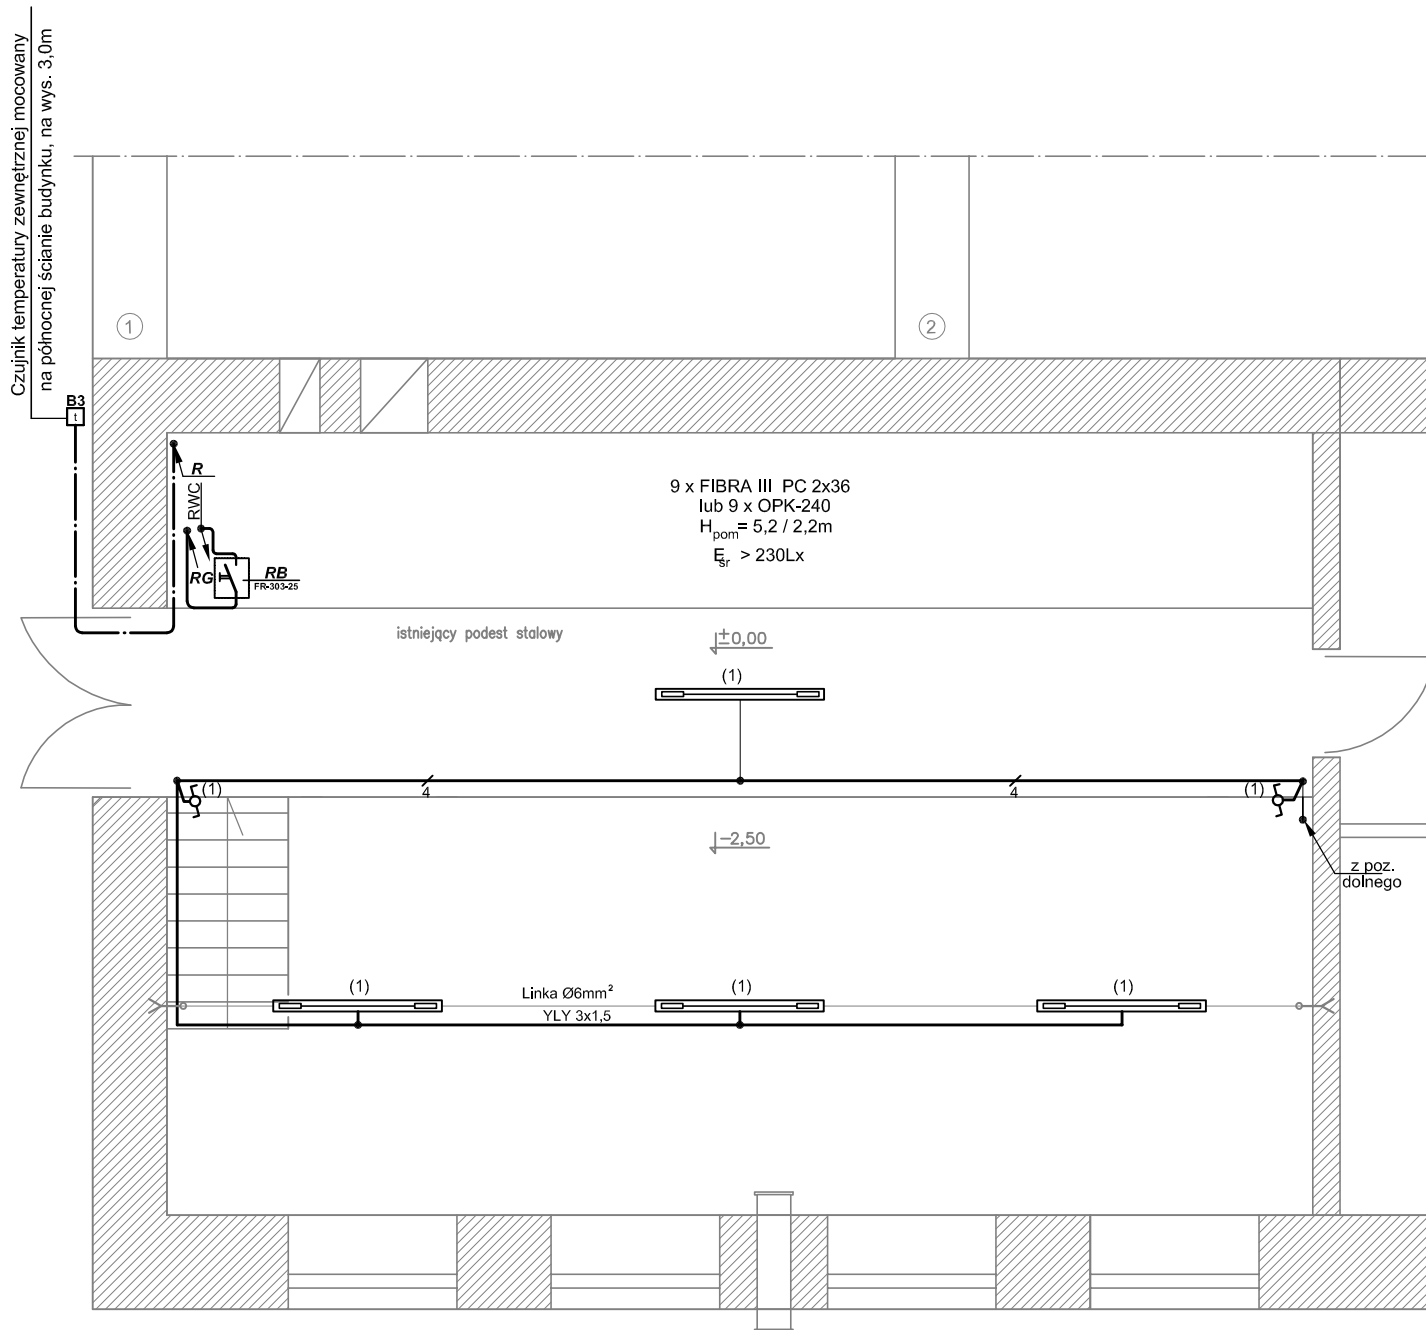 Czujnik temperatury zewnętrznej mocowany
na północnej ścianie budynku, na wys. 3,0m
1
2
B3
t
R
RWC
RG
RB
FR-303-25
9 x FIBRA III PC 2x36
lub 9 x OPK-240
Hpom= 5,2 / 2,2m
Eśr > 230Lx
istniejący podest stalowy
±0,00
(1)
(1)
4
4
(1)
-2,50
z poz.
dolnego
(1)
Linka Ø6mm²
YLY 3x1,5
(1)
(1)